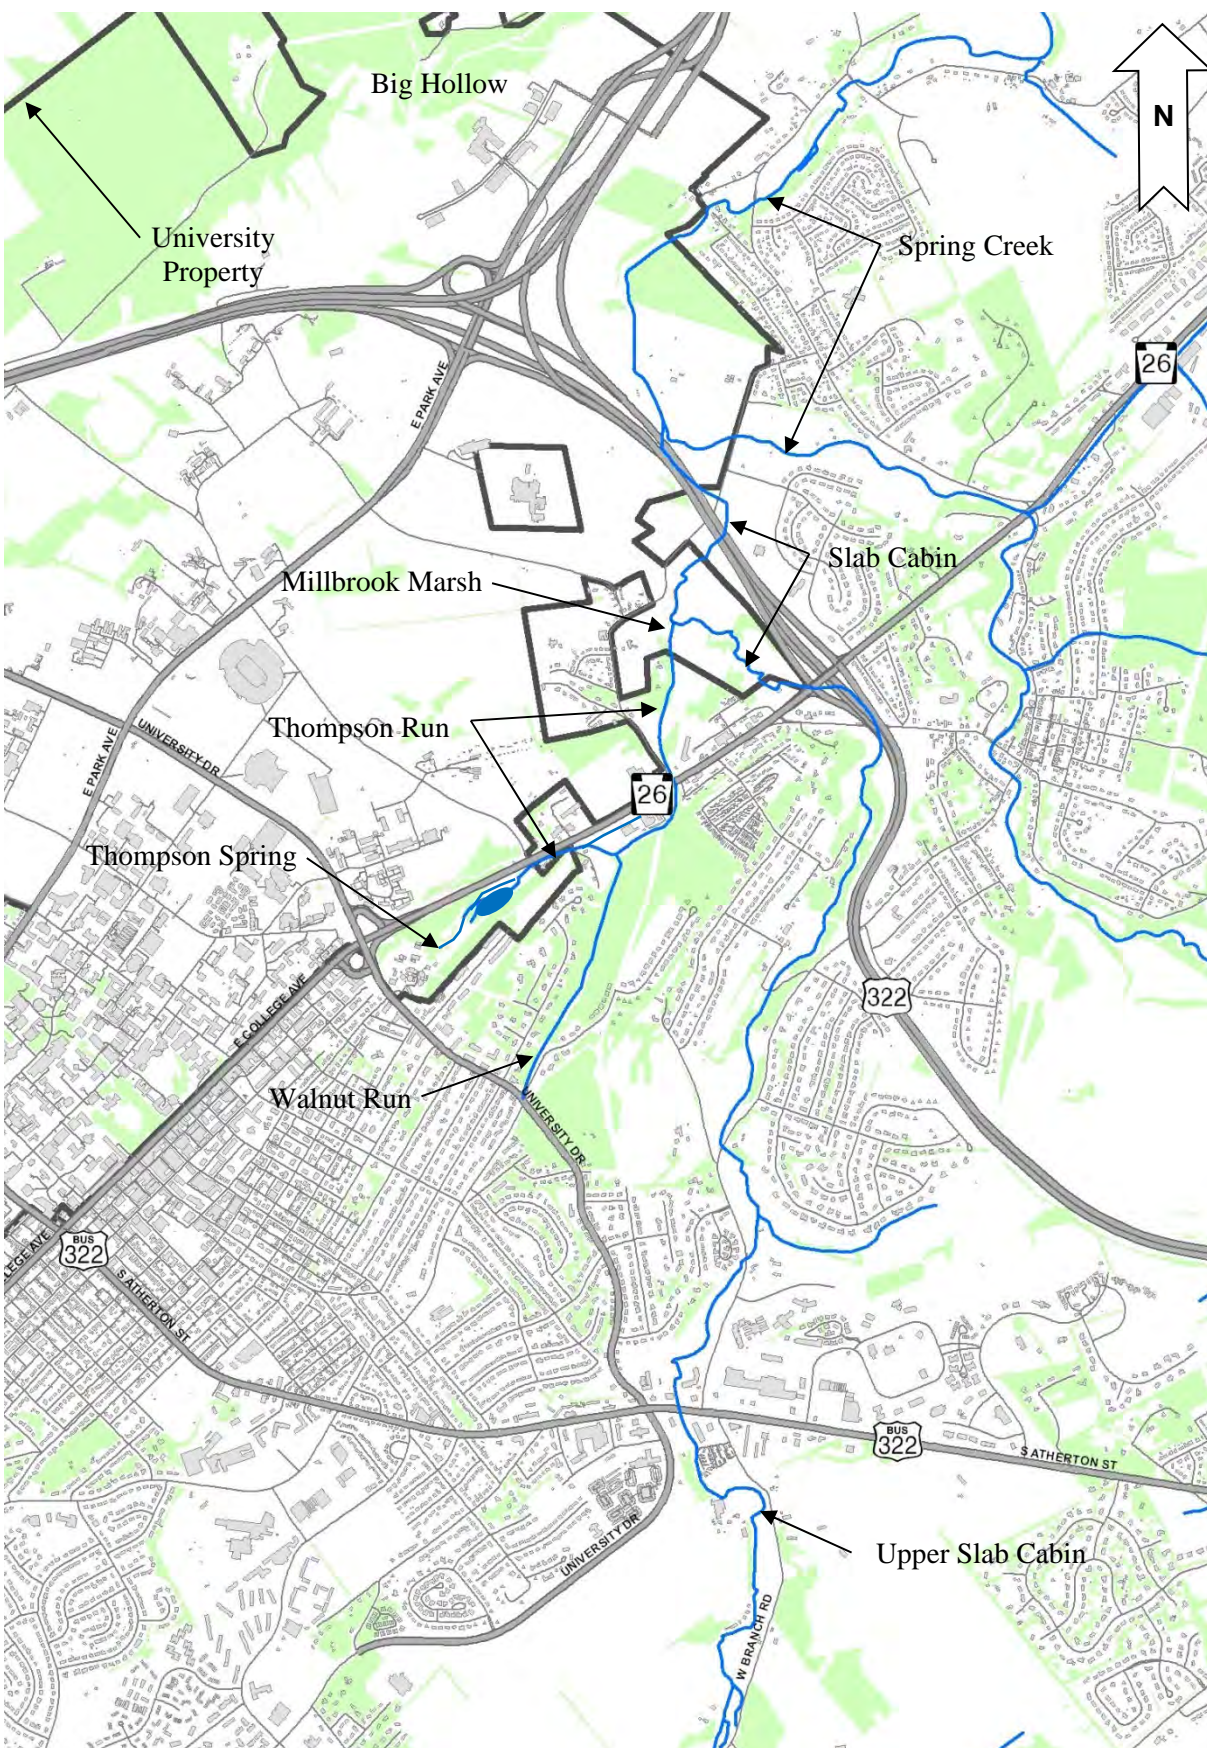 Big Hollow
N
University
Property
Spring Creek
26
E PARK AVE
Slab Cabin
Millbrook Marsh
UNIVERSITY DR
Thompson Run
E PARK AVE
26
Thompson Spring
322
E COLLEGE AVE
Walnut Run
UNIVERSITY DR
BUS
322
LLEGE AVE
S ATHERTON ST
BUS
322
S ATHERTON ST
UNIVERSITY DR
Upper Slab Cabin
W BRANCH RD